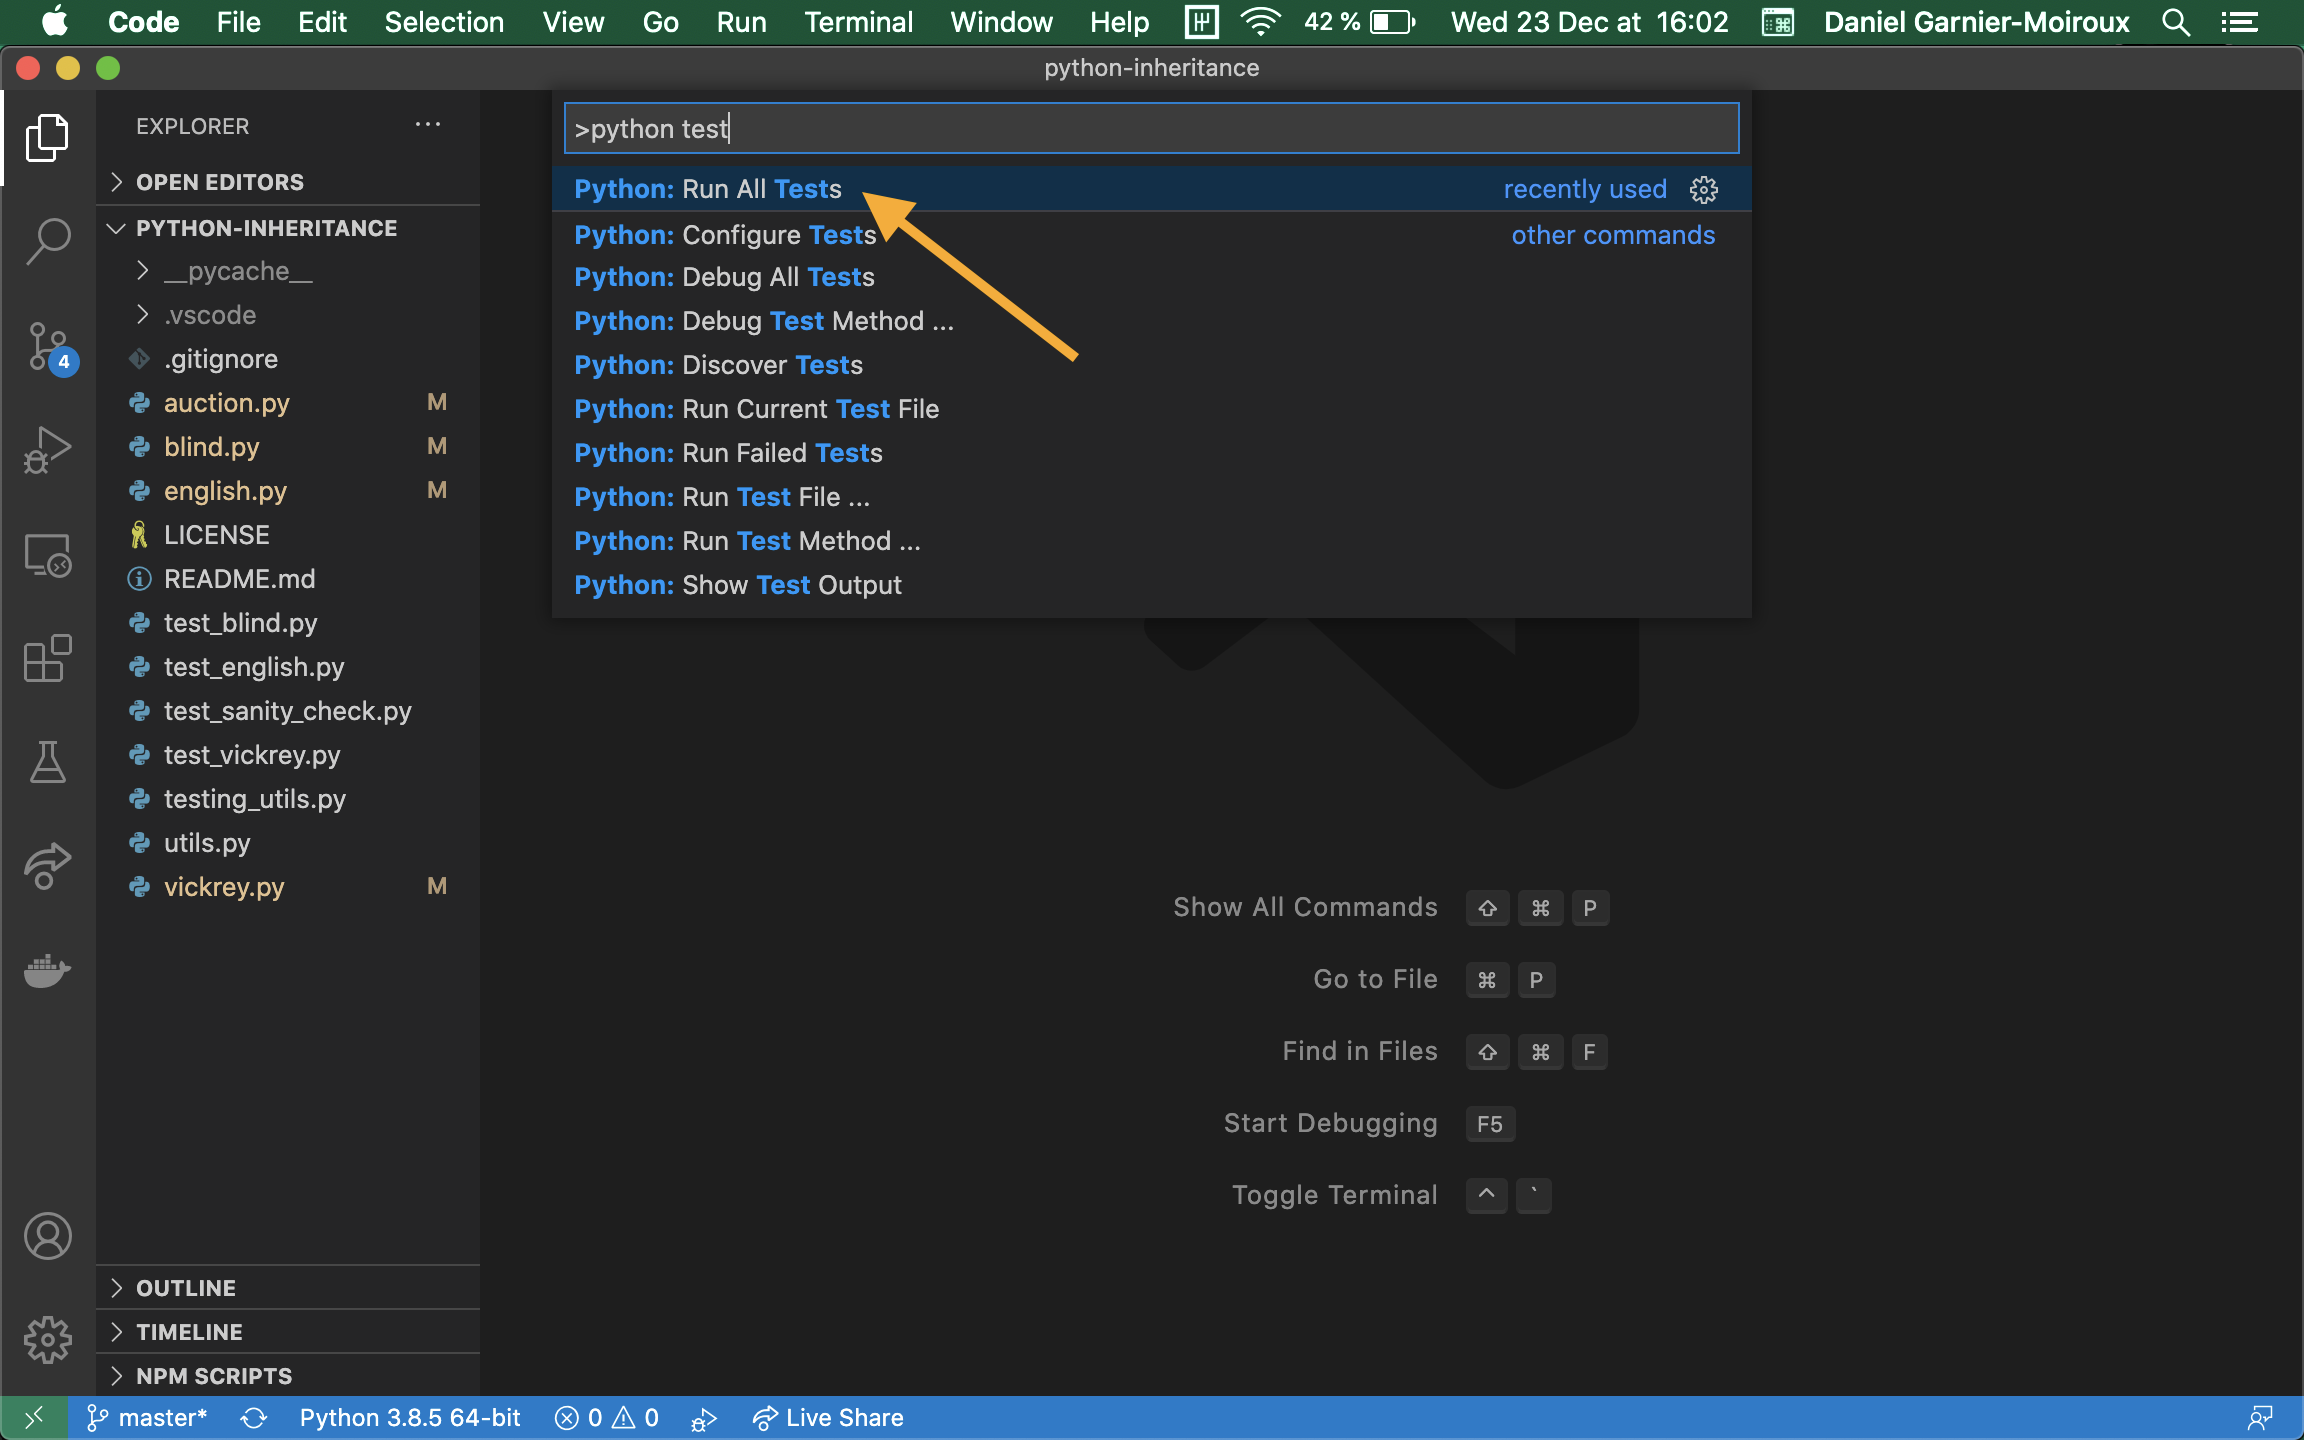 Code File Edit Selection View Go Run Terminal Window Help 42 % Wed 23 Dec at 16:02 Daniel Garnier-Moiroux
python-inheritance
EXPLORER ...
OPEN EDITORS
PYTHON-INHERITANCE
__pycache__
.vscode
.gitignore
auction.py M
blind.py M
english.py M
LICENSE
README.md
test_blind.py
test_english.py
test_sanity_check.py
test_vickrey.py
testing_utils.py
utils.py
vickrey.py M
4
OUTLINE
TIMELINE
NPM SCRIPTS
>python test
Python: Run All Tests recently used
Python: Configure Tests other commands
Python: Debug All Tests
Python: Debug Test Method ...
Python: Discover Tests
Python: Run Current Test File
Python: Run Failed Tests
Python: Run Test File ...
Python: Run Test Method ...
Python: Show Test Output
Show All Commands ⇧ ⌘ P
Go to File ⌘ P
Find in Files ⇧ ⌘ F
Start Debugging F5
Toggle Terminal ^ `
master* Python 3.8.5 64-bit 0 0 Live Share